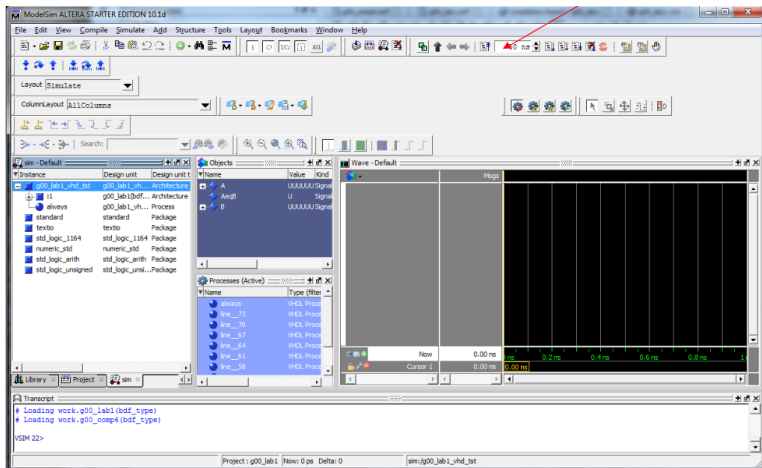 ModelSim ALTERA STARTER EDITION 10.1d
File Edit View Compile Simulate Add Structure Tools Layout Bookmarks Window Help
Layout Simulate
ColumnLayout AllColumns
Search:
sim - Default
Instance Design unit Design unit t
g00_lab1_vhd_tst g00_lab1_vh... Architecture
i1 g00_lab1(bdf... Architecture
always g00_lab1_vh... Process
standard standard Package
textio textio Package
std_logic_1164 std_logic_1164 Package
numeric_std numeric_std Package
std_logic_arith std_logic_arith Package
std_logic_unsigned std_logic_unsi... Package
Library Project sim
Objects
Name Value Kind
A UUUUUU Signal
AeqB U Signal
B UUUUUU Signal
Processes (Active)
Name Type (filter
always VHDL Proce
line__73 VHDL Proce
line__70 VHDL Proce
line__67 VHDL Proce
line__64 VHDL Proce
line__61 VHDL Proce
line__58 VHDL Proce
Wave - Default
Msgs
Now 0.00 ns
0.2 ns 0.4 ns 0.6 ns 0.8 ns
Cursor 1 0.00 ns 0.00 ns
Transcript
# Loading work.g00_lab1(bdf_type)
# Loading work.g00_comp6(bdf_type)
VSIM 22>
Project : g00_lab1 Now: 0 ps Delta: 0 sim:/g00_lab1_vhd_tst